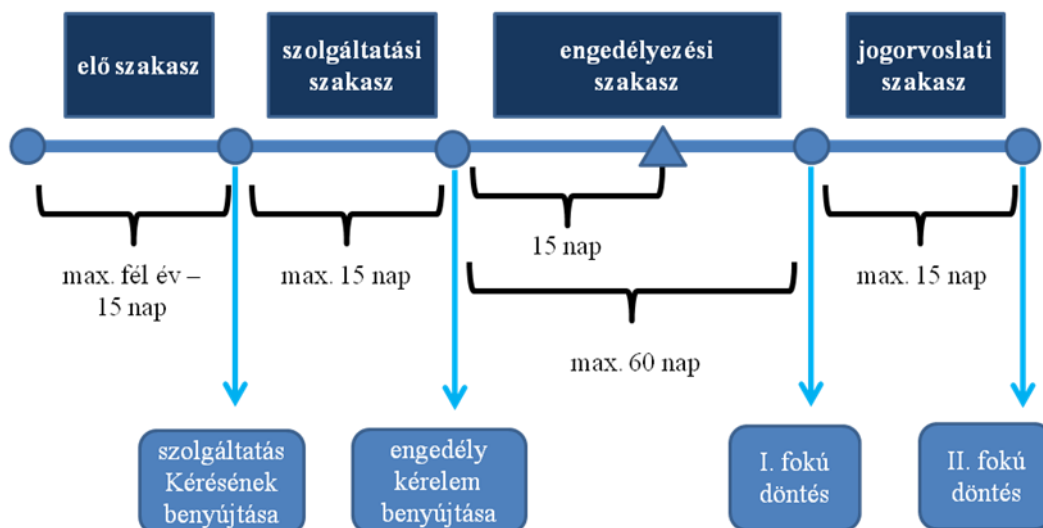 elő szakasz
szolgáltatási
szakasz
engedélyezési
szakasz
jogorvoslati
szakasz
max. fél év –
15 nap
max. 15 nap
15 nap
max. 60 nap
max. 15 nap
szolgáltatás
Kérésének
benyújtása
engedély
kérelem
benyújtása
I. fokú
döntés
II. fokú
döntés